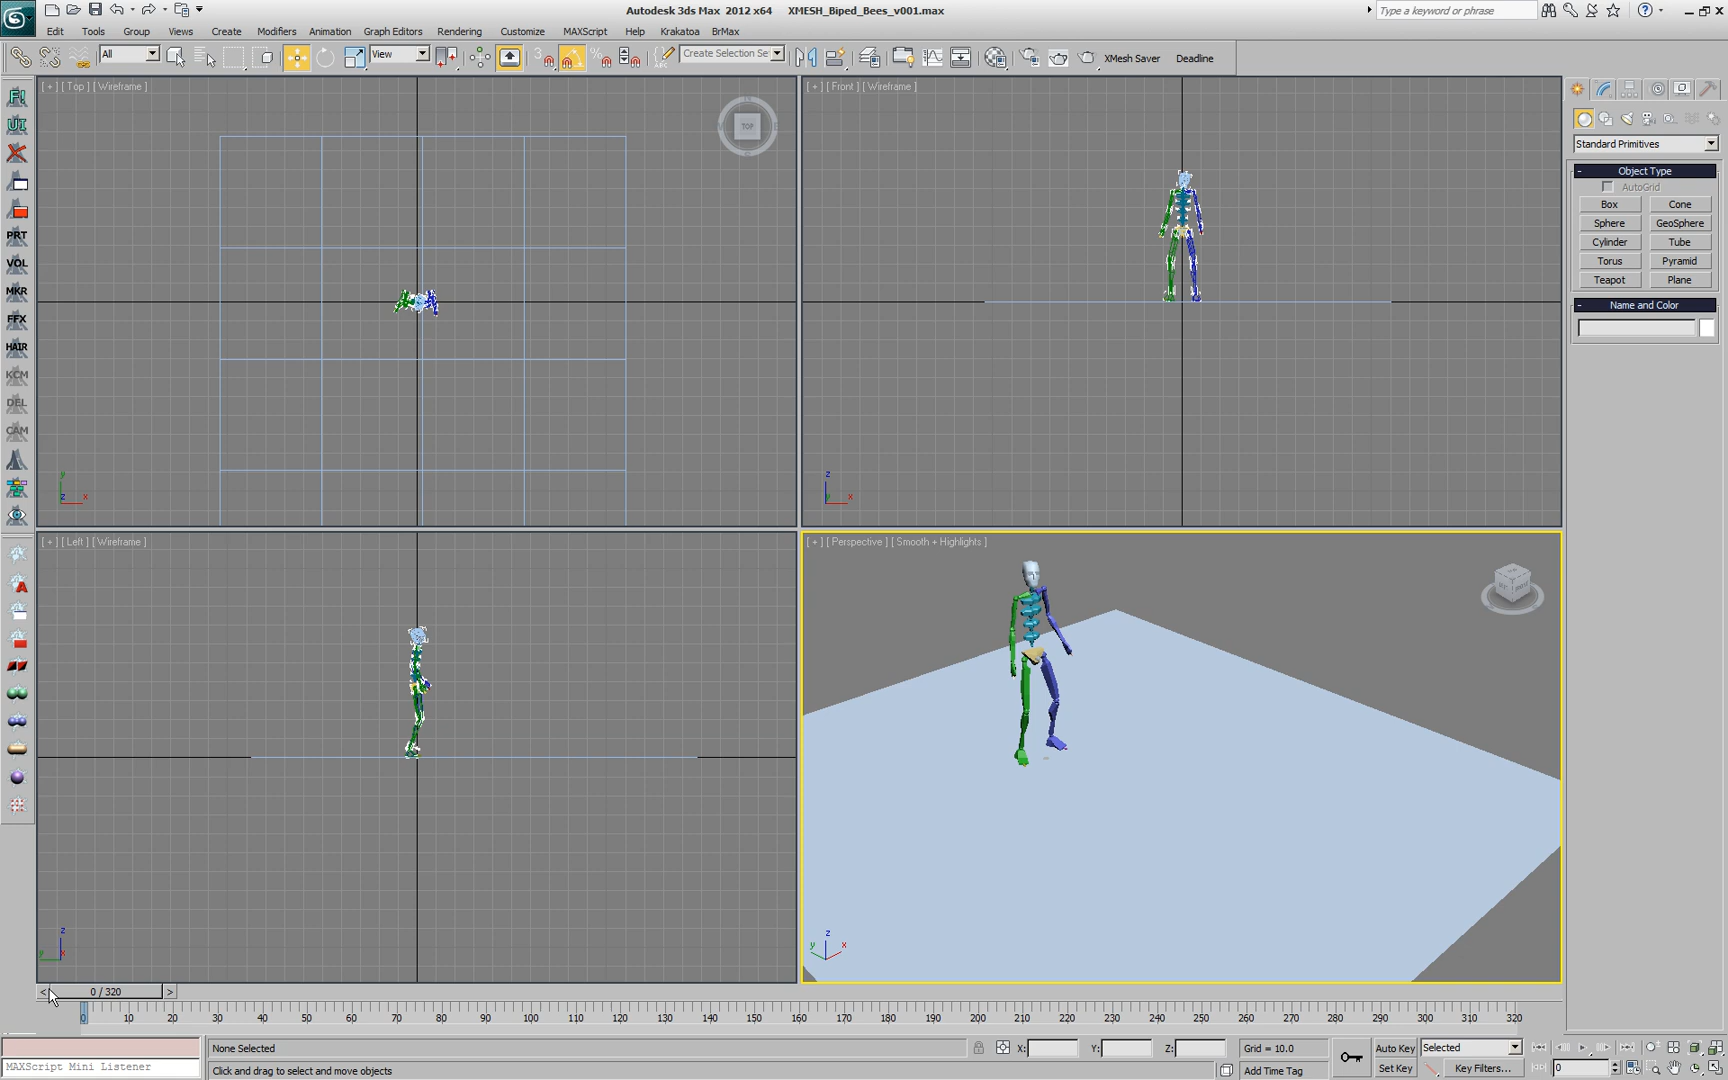 Autodesk 3ds Max 2012 x64 XMESH_Biped_Bees_v001.max
Type a keyword or phrase
Edit Tools Group Views Create Modifiers Animation Graph Editors Rendering Customize MAXScript Help Krakatoa BrMax
All View 3 Create Selection Se XMesh Saver Deadline
[ + ] [ Top ] [ Wireframe ]
TOP
[ + ] [ Front ] [ Wireframe ]
[ + ] [ Left ] [ Wireframe ]
[ + ] [ Perspective ] [ Smooth + Highlights ]
F!
UI
PRT
VOL
MKR
FFX
HAIR
KCM
DEL
CAM
A
Standard Primitives
- Object Type
AutoGrid
Box Cone
Sphere GeoSphere
Cylinder Tube
Torus Pyramid
Teapot Plane
- Name and Color
y
z x
z
y x
z
y x
z
y x
< 0 / 320 >
0 10 20 30 40 50 60 70 80 90 100 110 120 130 140 150 160 170 180 190 200 210 220 230 240 250 260 270 280 290 300 310 320
None Selected X: Y: Z: Grid = 10.0 Auto Key Selected
MAXScript Mini Listener
Click and drag to select and move objects Add Time Tag Set Key Key Filters... 0